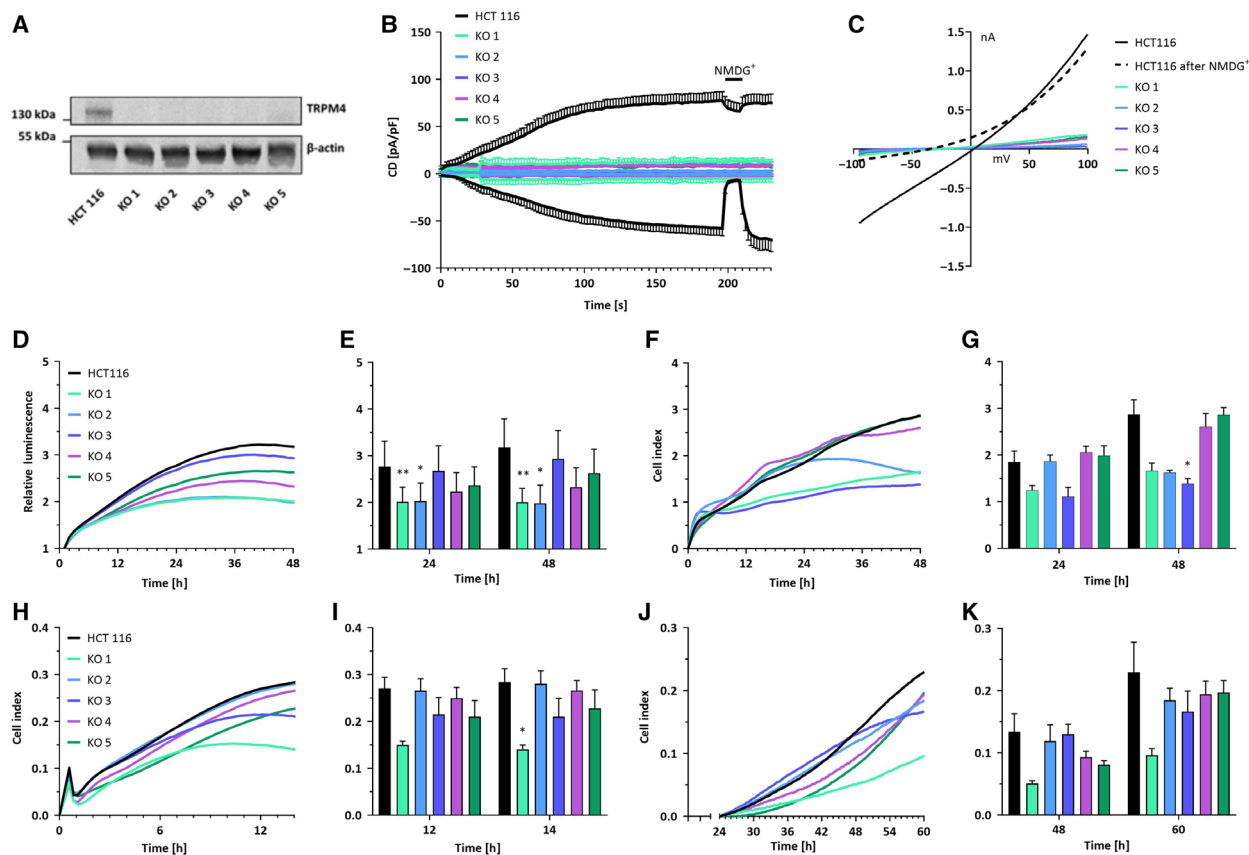 A
130 kDa
TRPM4
55 kDa
β-actin
HCT 116
KO 1
KO 2
KO 3
KO 4
KO 5
B
HCT 116
KO 1
KO 2
KO 3
KO 4
KO 5
NMDG⁺
150
100
50
0
−50
−100
CD [pA/pF]
0
50
100
150
200
Time [s]
C
nA
1.5
1.0
0.5
-100
−50
50
100
mV
−0.5
−1.0
−1.5
HCT116
HCT116 after NMDG⁺
KO 1
KO 2
KO 3
KO 4
KO 5
D
HCT116
KO 1
KO 2
KO 3
KO 4
KO 5
Relative luminescence
5
4
3
2
1
0
12
24
36
48
Time [h]
E
5
4
3
2
1
**
*
**
*
24
48
Time [h]
F
Cell index
4
3
2
1
0
0
12
24
36
48
Time [h]
G
4
3
2
1
0
*
24
48
Time [h]
H
HCT 116
KO 1
KO 2
KO 3
KO 4
KO 5
Cell index
0.4
0.3
0.2
0.1
0.0
0
6
12
Time [h]
I
0.4
0.3
0.2
0.1
0.0
*
12
14
Time [h]
J
Cell index
0.3
0.2
0.1
0.0
0
24
30
36
42
48
54
60
Time [h]
K
0.3
0.2
0.1
0.0
48
60
Time [h]